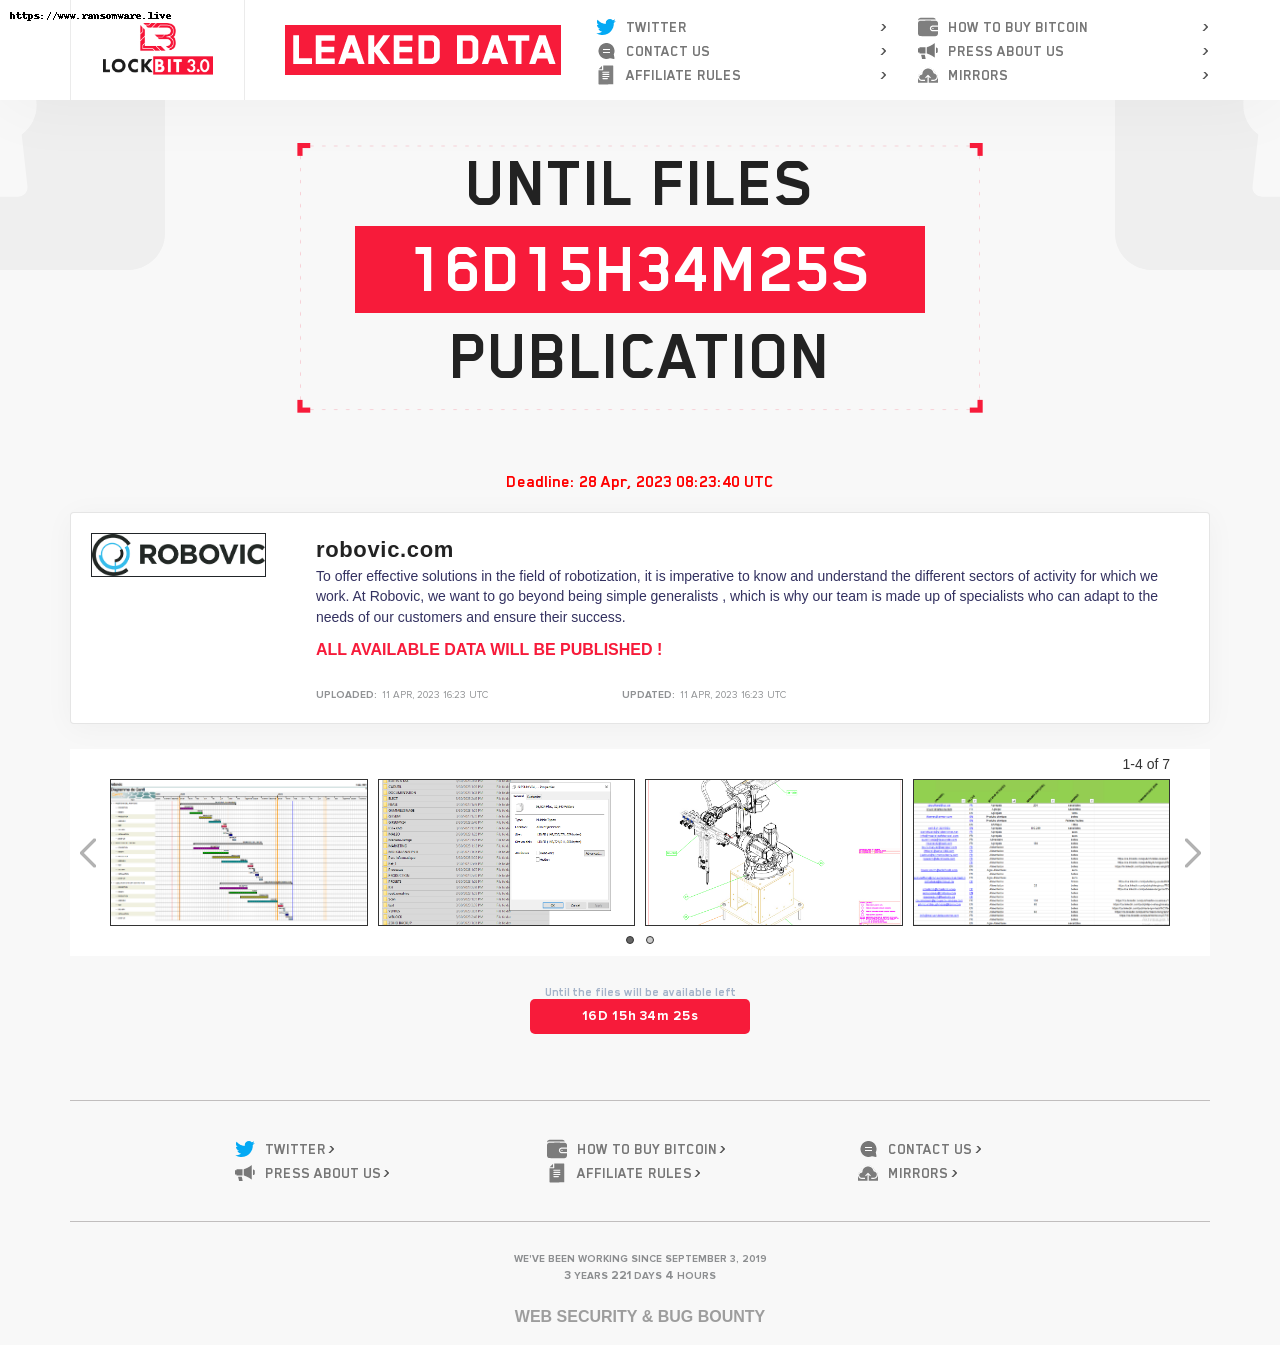 https://www.ransomware.live
LOCKBIT 3.0
LEAKED DATA
TWITTER
CONTACT US
AFFILIATE RULES
HOW TO BUY BITCOIN
PRESS ABOUT US
MIRRORS
UNTIL FILES
16D15H34M25S
PUBLICATION
Deadline: 28 Apr, 2023 08:23:40 UTC
ROBOVIC
robovic.com
To offer effective solutions in the field of robotization, it is imperative to know and understand the different sectors of activity for which we
work. At Robovic, we want to go beyond being simple generalists , which is why our team is made up of specialists who can adapt to the
needs of our customers and ensure their success.
ALL AVAILABLE DATA WILL BE PUBLISHED !
UPLOADED: 11 APR, 2023 16:23 UTC
UPDATED: 11 APR, 2023 16:23 UTC
1-4 of 7
Until the files will be available left
16D 15h 34m 25s
TWITTER
HOW TO BUY BITCOIN
CONTACT US
PRESS ABOUT US
AFFILIATE RULES
MIRRORS
WE'VE BEEN WORKING SINCE SEPTEMBER 3, 2019
3 YEARS 221 DAYS 4 HOURS
WEB SECURITY & BUG BOUNTY